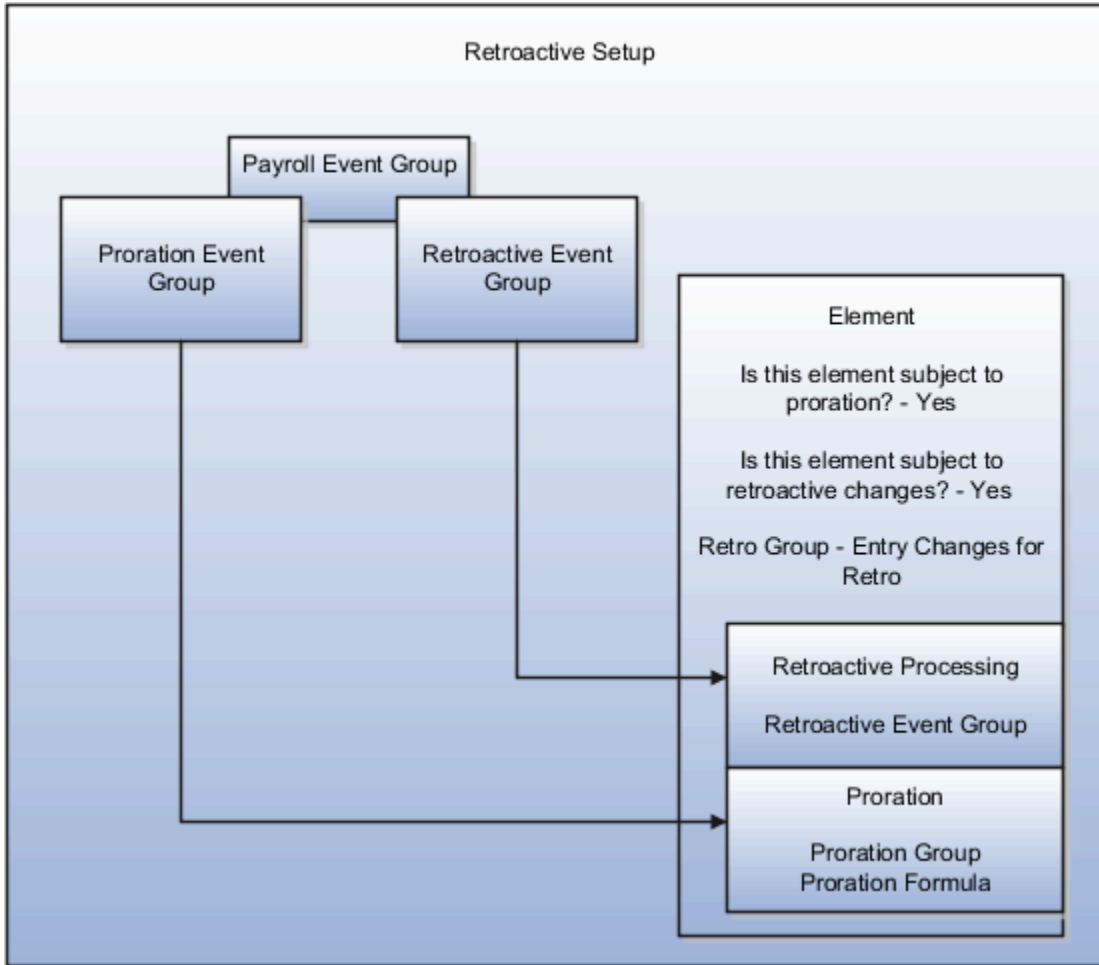 Retroactive Setup
Payroll Event Group
Proration Event
Group
Retroactive Event
Group
Element
Is this element subject to
proration? - Yes
Is this element subject to
retroactive changes? - Yes
Retro Group - Entry Changes for
Retro
Retroactive Processing
Retroactive Event Group
Proration
Proration Group
Proration Formula